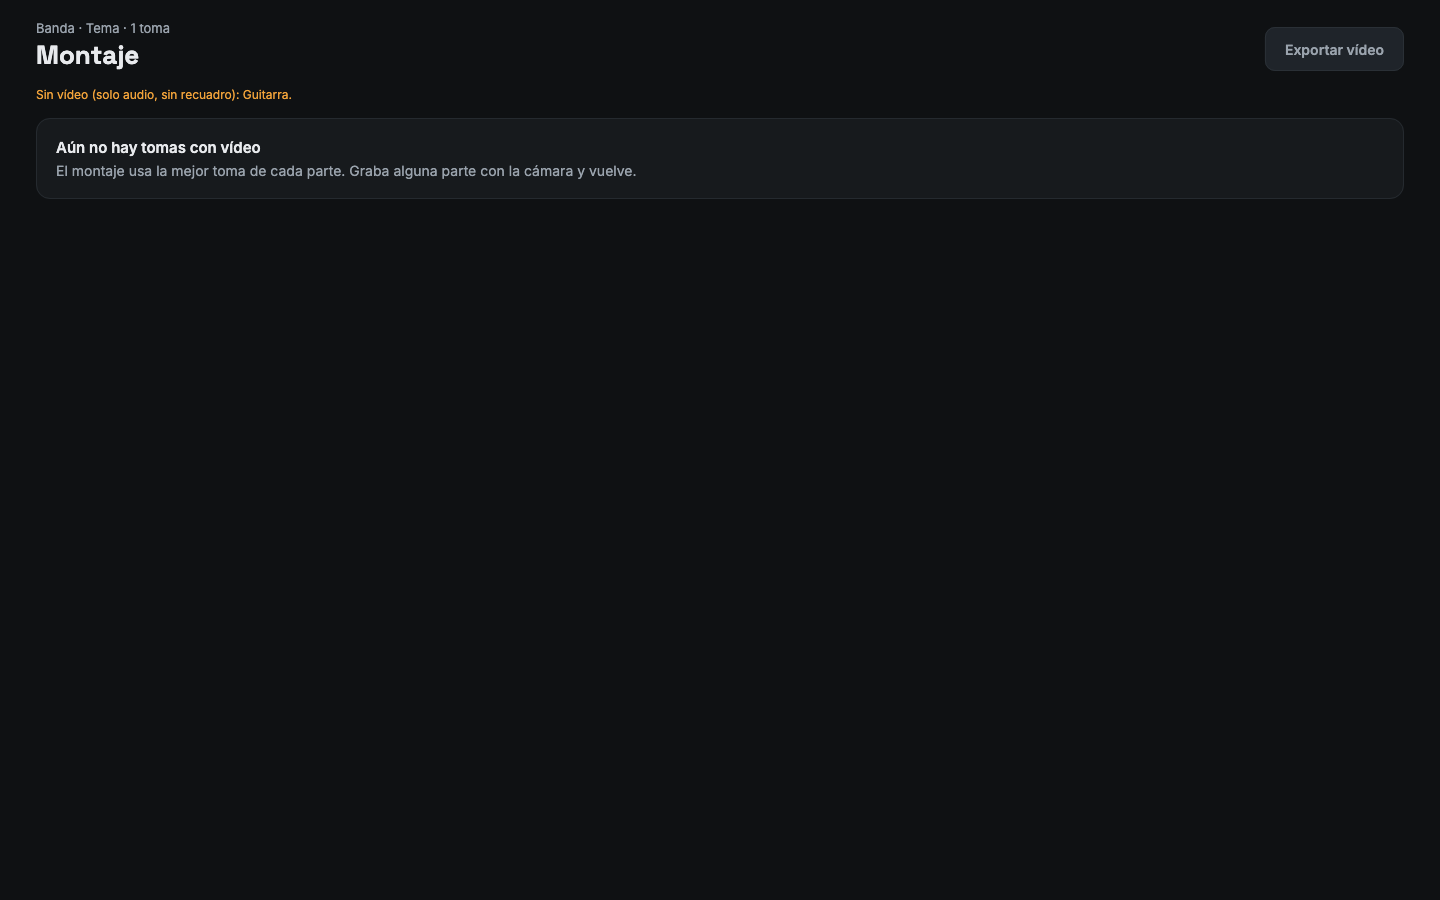 Banda · Tema · 1 toma
Montaje
Exportar vídeo
Sin vídeo (solo audio, sin recuadro): Guitarra.
Aún no hay tomas con vídeo
El montaje usa la mejor toma de cada parte. Graba alguna parte con la cámara y vuelve.